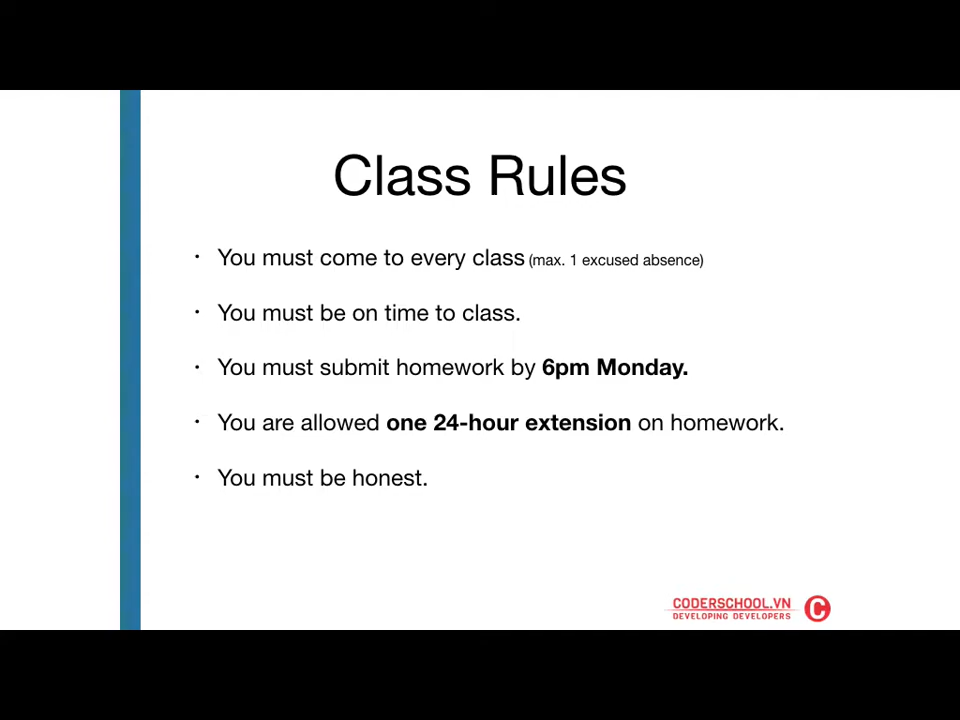 Class Rules
• You must come to every class (max. 1 excused absence)
• You must be on time to class.
• You must submit homework by 6pm Monday.
• You are allowed one 24-hour extension on homework.
• You must be honest.
CODERSCHOOL.VN
DEVELOPING DEVELOPERS
C